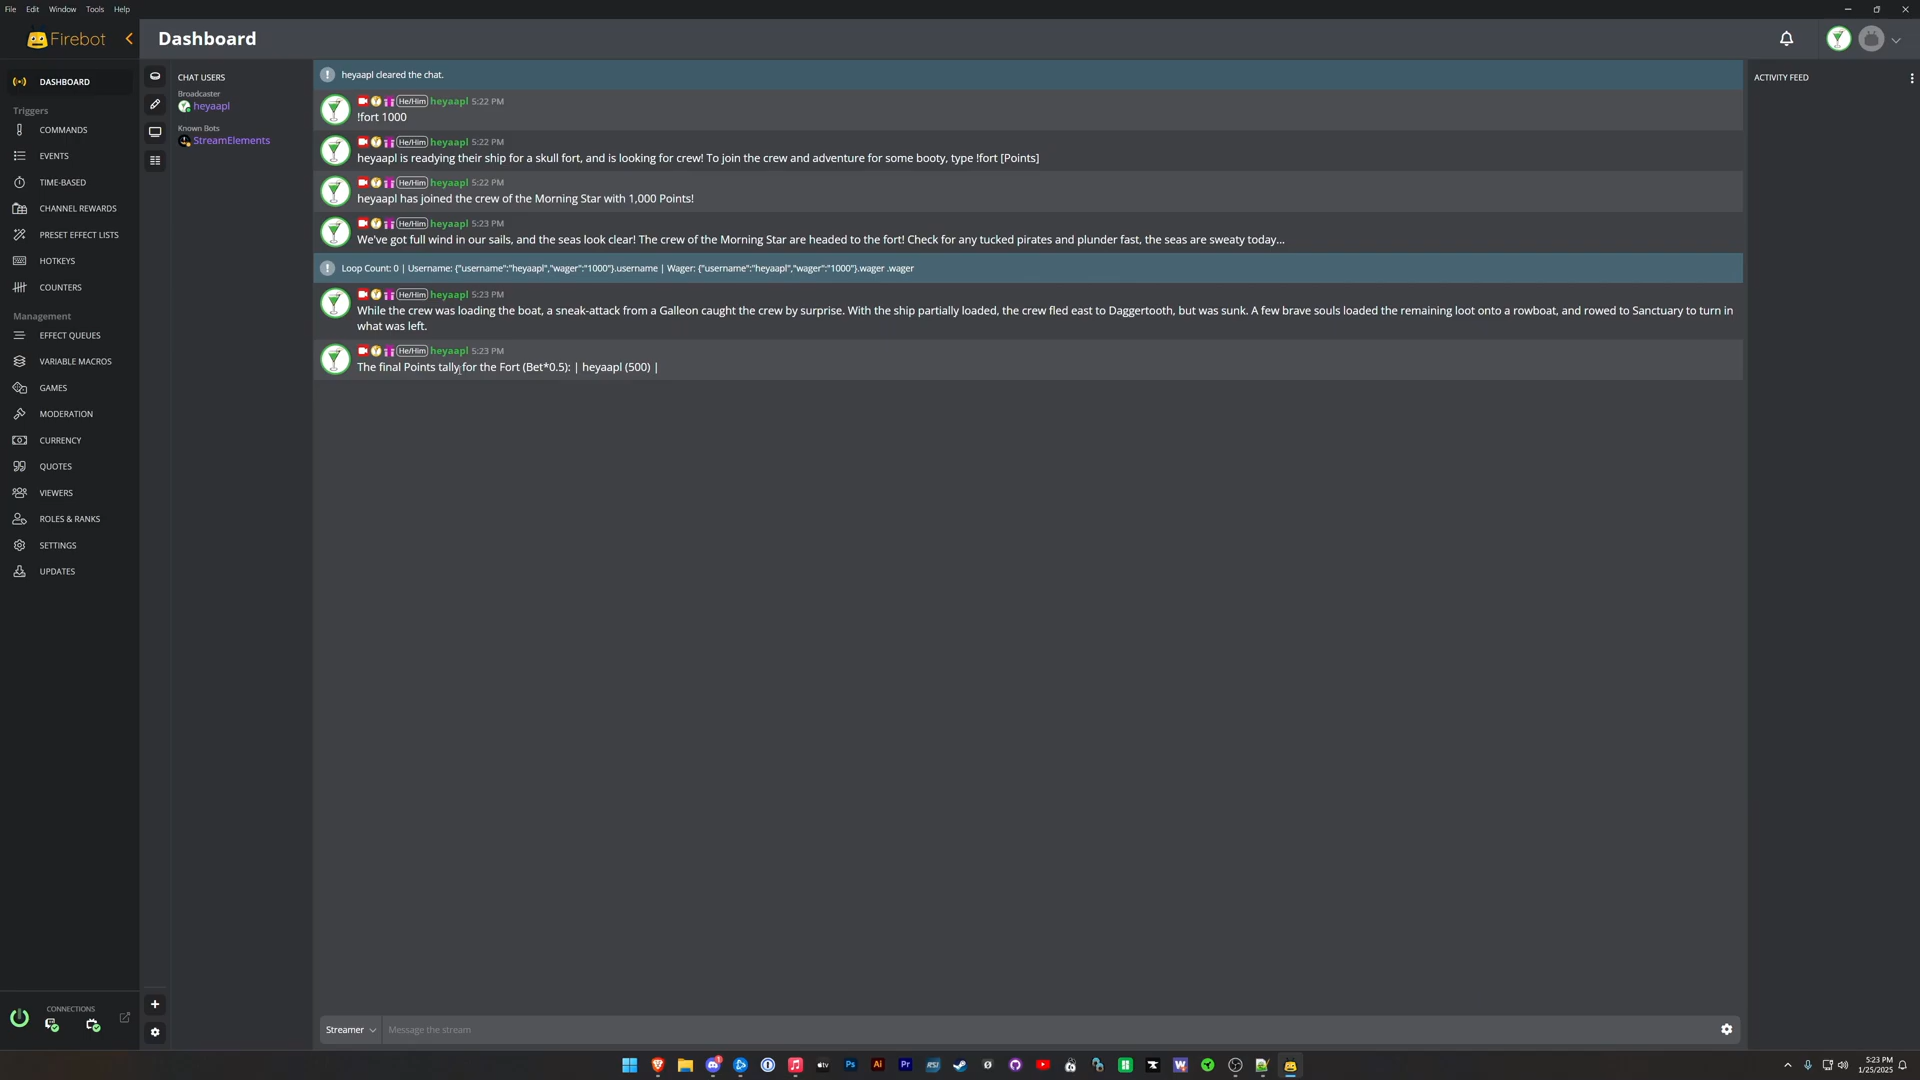 File Edit Window Tools Help
Firebot
Dashboard
DASHBOARD
Triggers
COMMANDS
EVENTS
TIME-BASED
CHANNEL REWARDS
PRESET EFFECT LISTS
HOTKEYS
COUNTERS
Management
EFFECT QUEUES
VARIABLE MACROS
GAMES
MODERATION
CURRENCY
QUOTES
VIEWERS
ROLES & RANKS
SETTINGS
UPDATES
CONNECTIONS
CHAT USERS
Broadcaster
heyaapl
Known Bots
StreamElements
heyaapl cleared the chat.
He/Him heyaapl 5:22 PM
!fort 1000
He/Him heyaapl 5:22 PM
heyaapl is readying their ship for a skull fort, and is looking for crew! To join the crew and adventure for some booty, type !fort [Points]
He/Him heyaapl 5:22 PM
heyaapl has joined the crew of the Morning Star with 1,000 Points!
He/Him heyaapl 5:23 PM
We've got full wind in our sails, and the seas look clear! The crew of the Morning Star are headed to the fort! Check for any tucked pirates and plunder fast, the seas are sweaty today...
Loop Count: 0 | Username: {"username":"heyaapl","wager":"1000"}.username | Wager: {"username":"heyaapl","wager":"1000"}.wager .wager
He/Him heyaapl 5:23 PM
While the crew was loading the boat, a sneak-attack from a Galleon caught the crew by surprise. With the ship partially loaded, the crew fled east to Daggertooth, but was sunk. A few brave souls loaded the remaining loot onto a rowboat, and rowed to Sanctuary to turn in
what was left.
He/Him heyaapl 5:23 PM
The final Points tally for the Fort (Bet*0.5): | heyaapl (500) |
Streamer Message the stream
ACTIVITY FEED
1 tv Ps Ai Pr RSI W
5:23 PM
1/25/2025